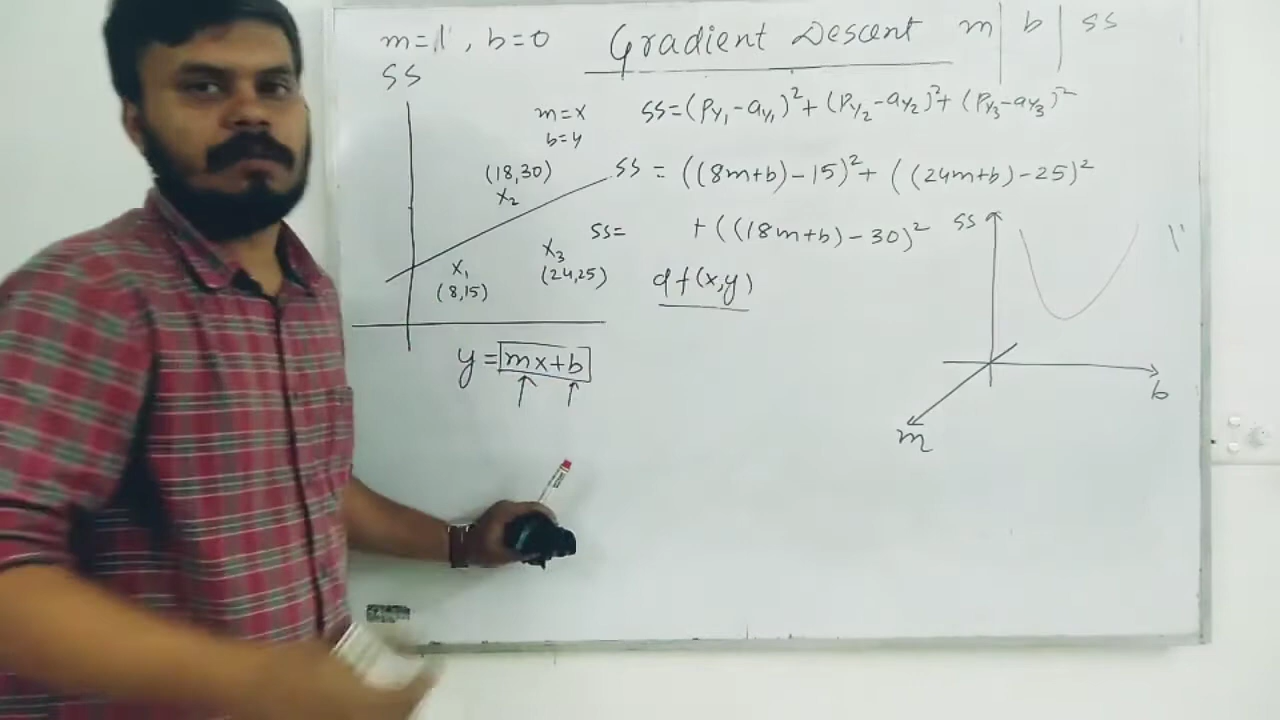 m=1, b=0 Gradient Descent m | b | SS
SS
m=x SS=(Py₁-ay₁)²+(Py₂-ay₂)²+(Py₃-ay₃)²
b=y
(18,30) SS = ((8m+b)-15)²+((24m+b)-25)²
x₂
SS= +((18m+b)-30)² SS
x₃
x₁ (24,25) df(x,y)
(8,15)
y=mx+b
b
m